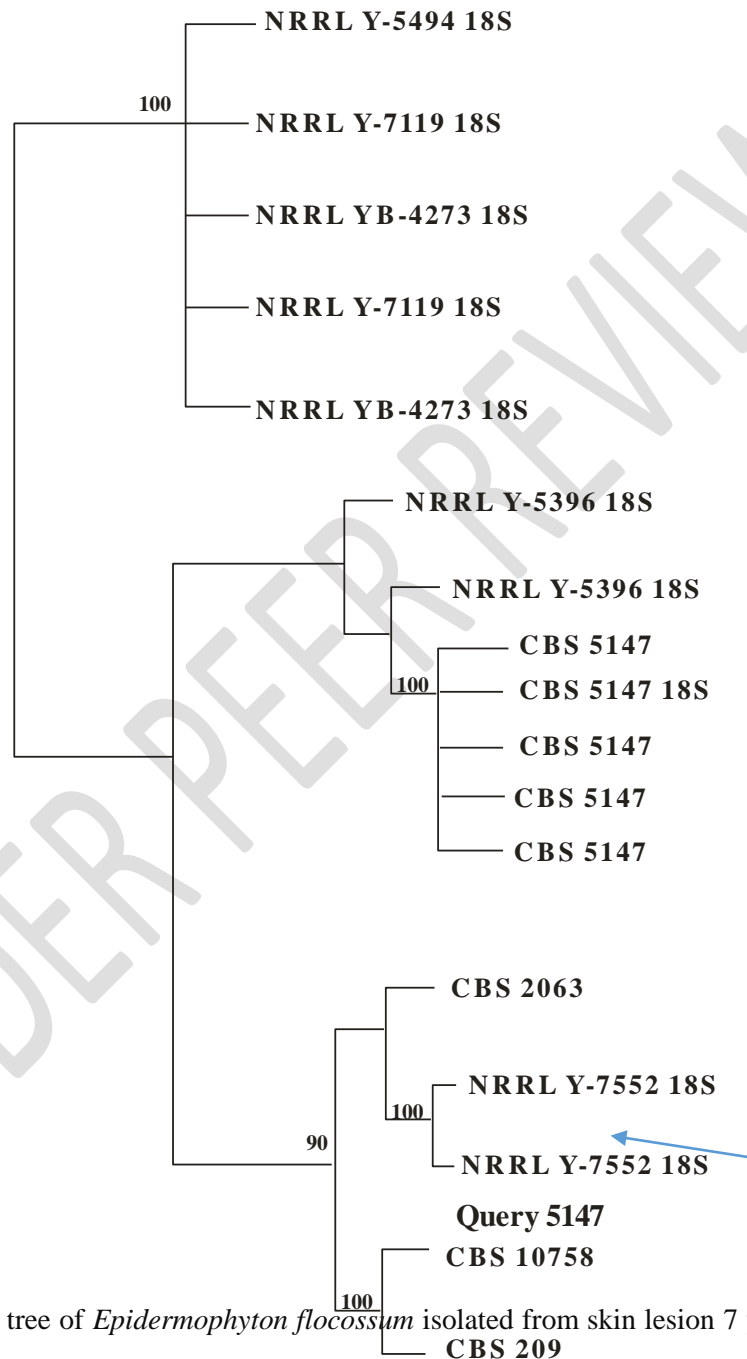 NRRL Y-5494 18S
100
NRRL Y-7119 18S
NRRL YB-4273 18S
NRRL Y-7119 18S
NRRL YB-4273 18S
NRRL Y-5396 18S
NRRL Y-5396 18S
CBS 5147
100
CBS 5147 18S
CBS 5147
CBS 5147
CBS 5147
CBS 2063
NRRL Y-7552 18S
100
90
NRRL Y-7552 18S
Query 5147
CBS 10758
100
tree of Epidermophyton flocossum isolated from skin lesion 7
CBS 209
DER PEER REVIEW